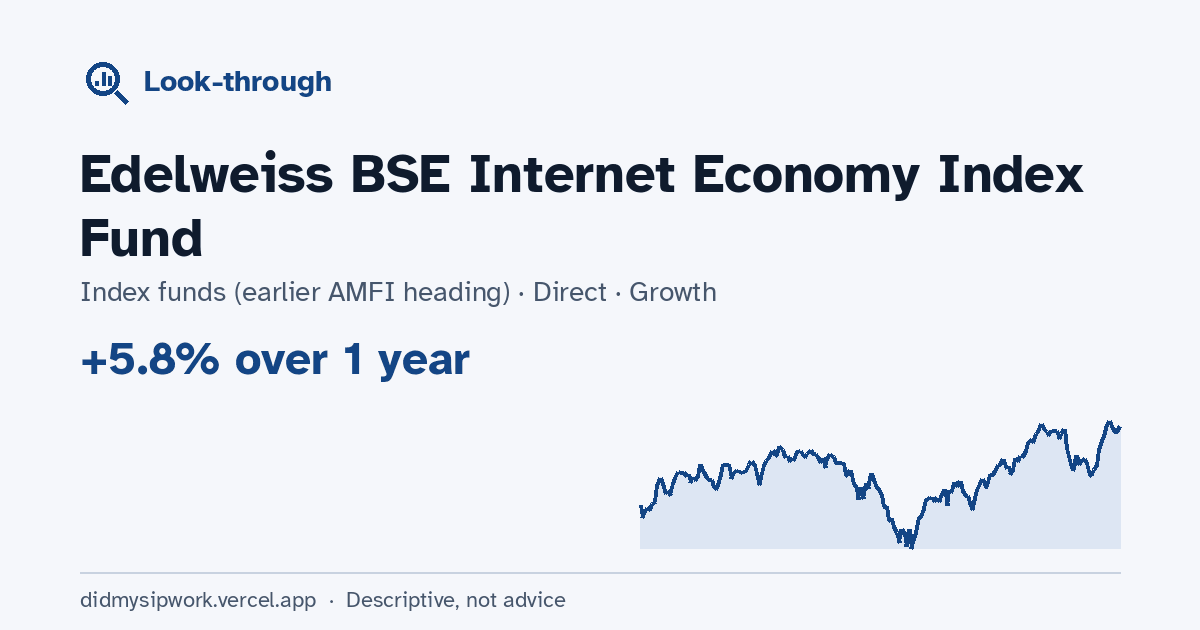 Look-through
Edelweiss BSE Internet Economy Index
Fund
Index funds (earlier AMFI heading) · Direct · Growth
+5.8% over 1 year
didmysipwork.vercel.app · Descriptive, not advice